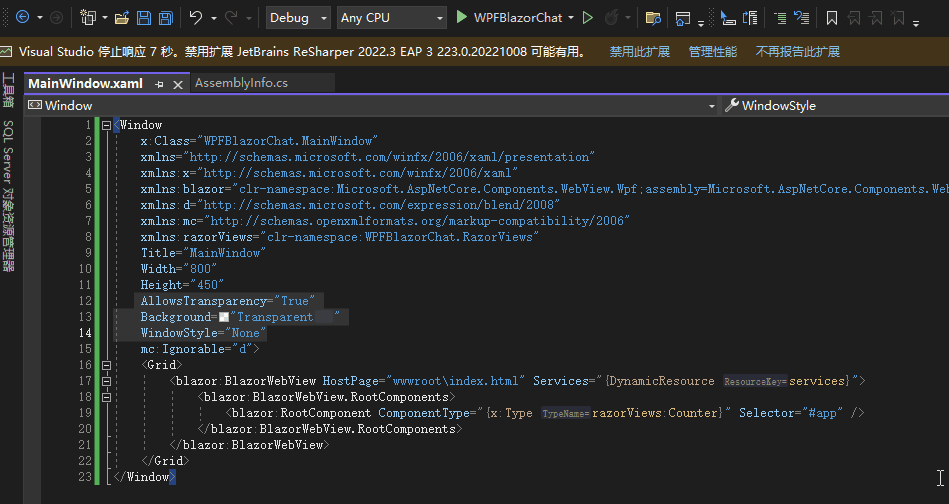 Debug Any CPU WPFBlazorChat
Visual Studio 停止响应 7 秒。禁用扩展 JetBrains ReSharper 2022.3 EAP 3 223.0.20221008 可能有用。 禁用此扩展 管理性能 不再报告此扩展
工具箱
SQL Server 对象资源管理器
MainWindow.xaml AssemblyInfo.cs
Window WindowStyle
1 <Window
2 x:Class="WPFBlazorChat.MainWindow"
3 xmlns="http://schemas.microsoft.com/winfx/2006/xaml/presentation"
4 xmlns:x="http://schemas.microsoft.com/winfx/2006/xaml"
5 xmlns:blazor="clr-namespace:Microsoft.AspNetCore.Components.WebView.Wpf;assembly=Microsoft.AspNetCore.Components.We
6 xmlns:d="http://schemas.microsoft.com/expression/blend/2008"
7 xmlns:mc="http://schemas.openxmlformats.org/markup-compatibility/2006"
8 xmlns:razorViews="clr-namespace:WPFBlazorChat.RazorViews"
9 Title="MainWindow"
10 Width="800"
11 Height="450"
12 AllowsTransparency="True"
13 Background="Transparent"
14 WindowStyle="None"
15 mc:Ignorable="d">
16 <Grid>
17 <blazor:BlazorWebView HostPage="wwwroot\index.html" Services="{DynamicResource ResourceKey=services}">
18 <blazor:BlazorWebView.RootComponents>
19 <blazor:RootComponent ComponentType="{x:Type TypeName=razorViews:Counter}" Selector="#app" />
20 </blazor:BlazorWebView.RootComponents>
21 </blazor:BlazorWebView>
22 </Grid>
23 </Window>